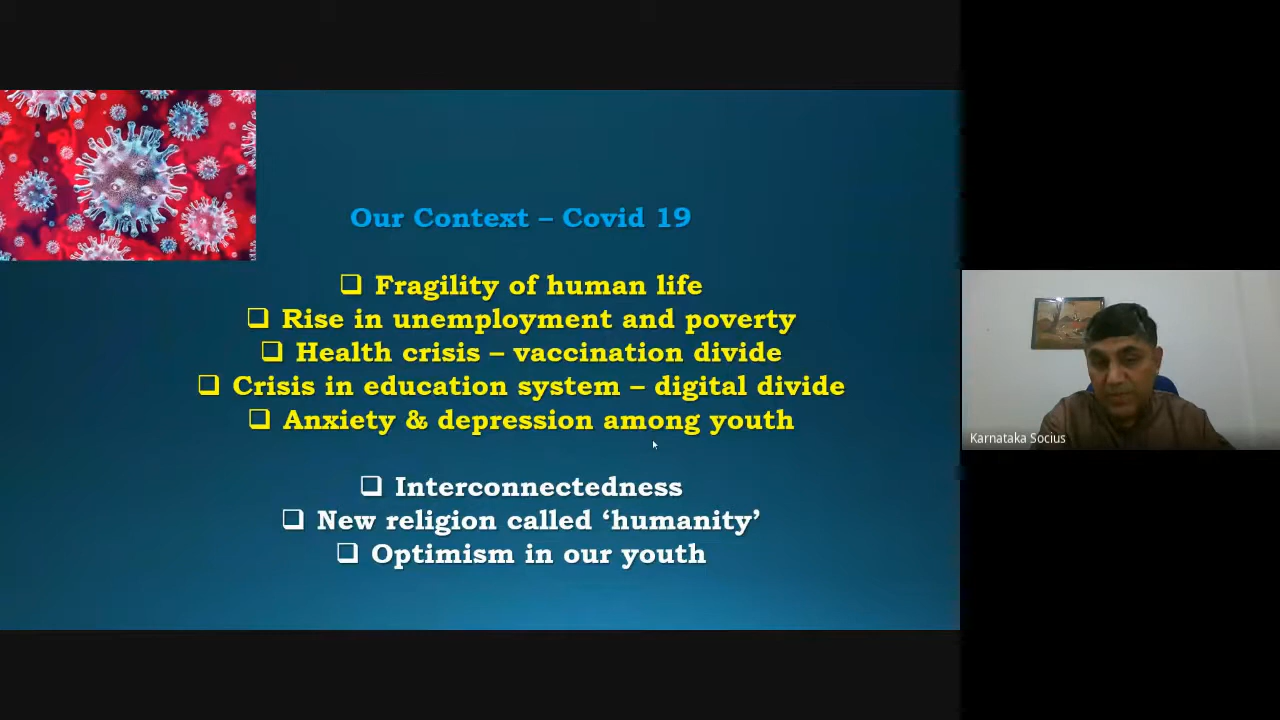 Our Context – Covid 19
❑ Fragility of human life
❑ Rise in unemployment and poverty
❑ Health crisis – vaccination divide
❑ Crisis in education system – digital divide
❑ Anxiety & depression among youth
❑ Interconnectedness
❑ New religion called ‘humanity’
❑ Optimism in our youth
Karnataka Socius